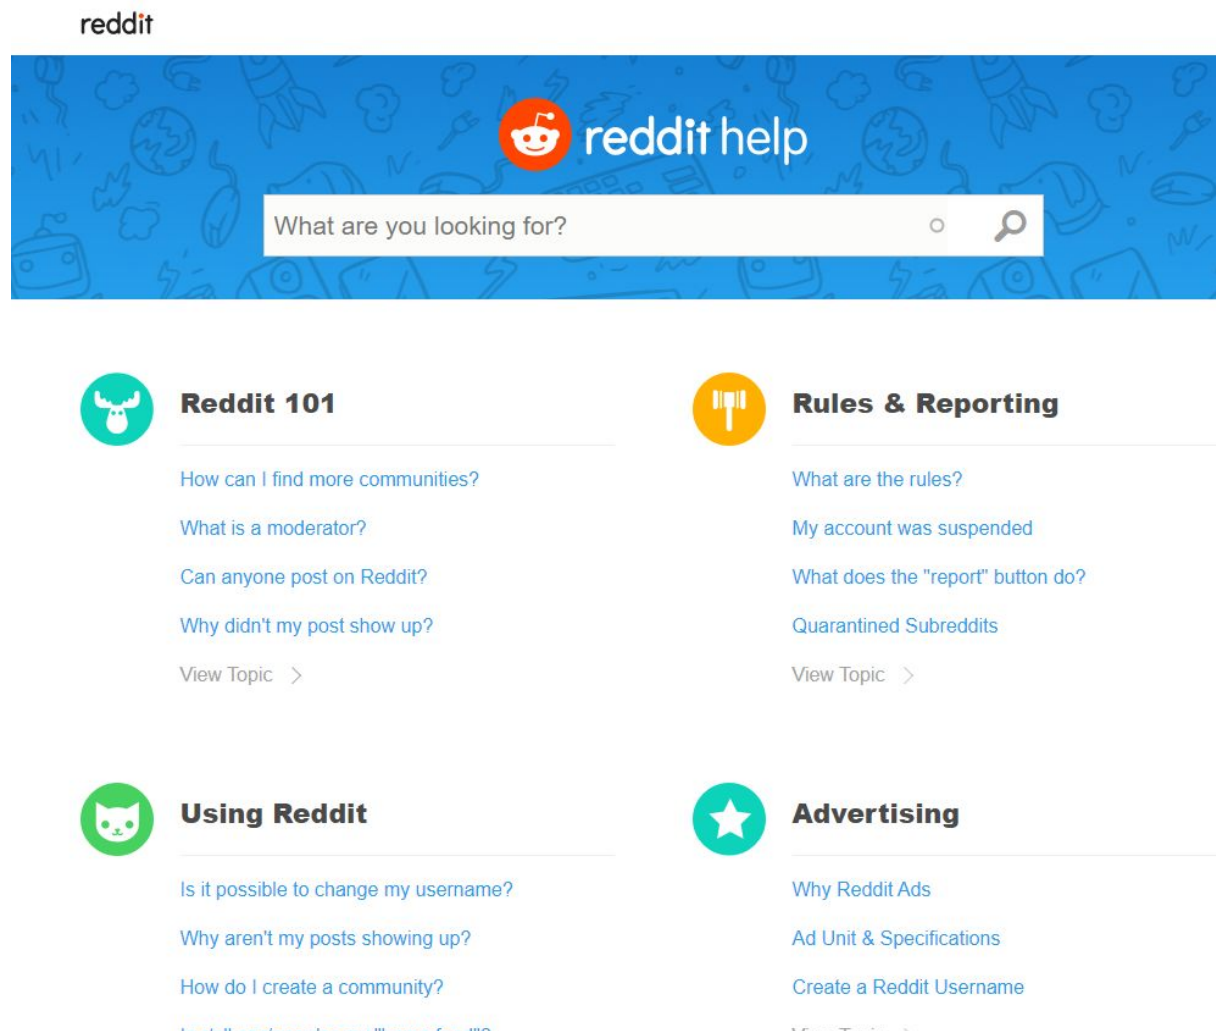 reddit
reddit help
What are you looking for?
Reddit 101
How can I find more communities?
What is a moderator?
Can anyone post on Reddit?
Why didn't my post show up?
View Topic
Rules & Reporting
What are the rules?
My account was suspended
What does the "report" button do?
Quarantined Subreddits
View Topic
Using Reddit
Is it possible to change my username?
Why aren't my posts showing up?
How do I create a community?
Advertising
Why Reddit Ads
Ad Unit & Specifications
Create a Reddit Username
View Topic